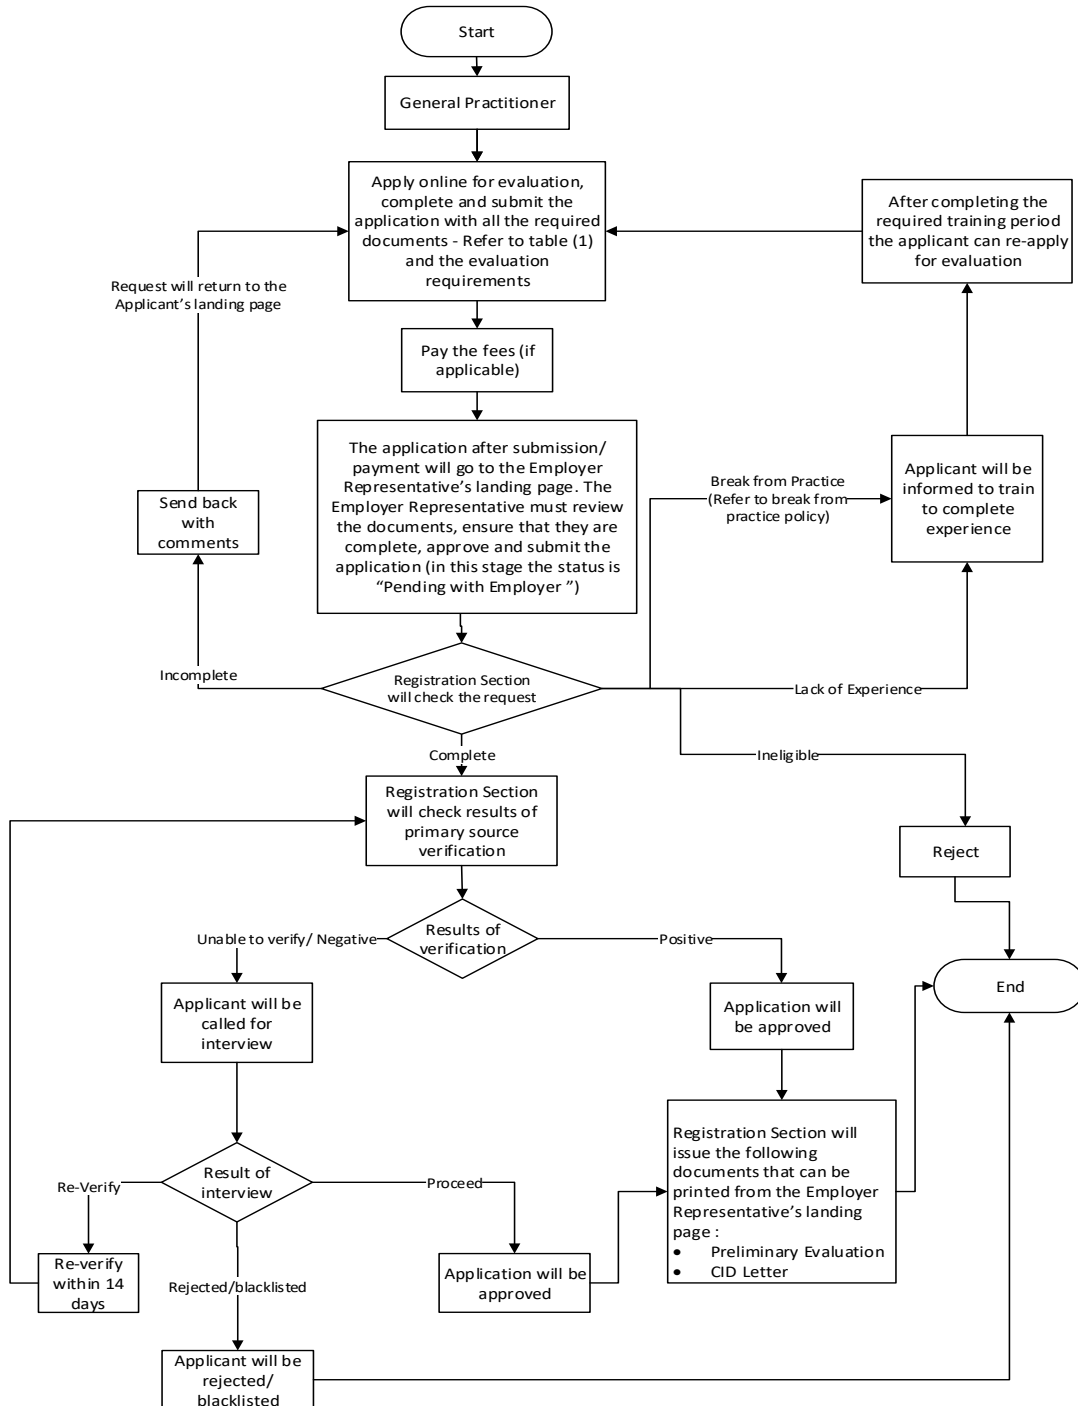 Start
General Practitioner
Apply online for evaluation,
complete and submit the
application with all the required
documents - Refer to table (1)
and the evaluation
requirements
After completing the
required training period
the applicant can re-apply
for evaluation
Request will return to the
Applicant’s landing page
Pay the fees (if
applicable)
The application after submission/
payment will go to the Employer
Representative’s landing page. The
Employer Representative must review
the documents, ensure that they are
complete, approve and submit the
application (in this stage the status is
“Pending with Employer ”)
Break from Practice
(Refer to break from
practice policy)
Applicant will be
informed to train
to complete
experience
Send back
with
comments
Incomplete
Registration Section
will check the request
Lack of Experience
Complete
Ineligible
Registration Section
will check results of
primary source
verification
Reject
Unable to verify/ Negative
Results of
verification
Positive
End
Applicant will be
called for
interview
Application will
be approved
Registration Section will
issue the following
documents that can be
printed from the Employer
Representative’s landing
page :
• Preliminary Evaluation
• CID Letter
Re-Verify
Result of
interview
Proceed
Re-verify
within 14
days
Rejected/blacklisted
Application will be
approved
Applicant will be
rejected/
blacklisted